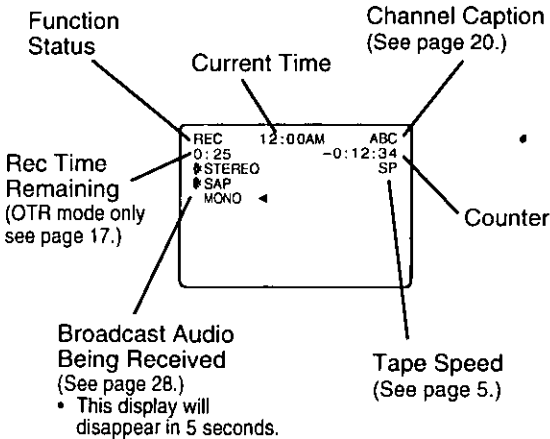 Function
Status
Current Time
Channel Caption
(See page 20.)
REC 12:00AM ABC
0:25 -0:12:34
STEREO SP
SAP
MONO ◄
Rec Time
Remaining
(OTR mode only
see page 17.)
Counter
Broadcast Audio
Being Received
(See page 28.)
• This display will
disappear in 5 seconds.
Tape Speed
(See page 5.)